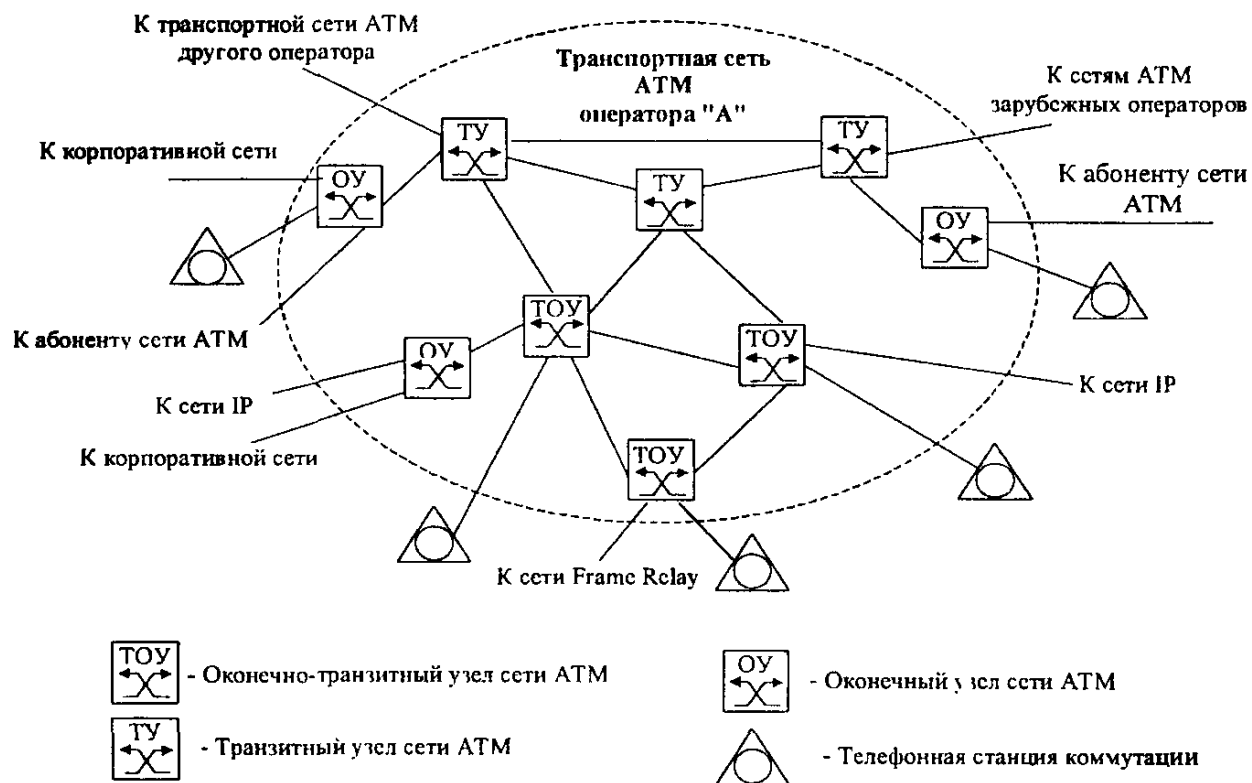 К транспортной сети АТМ
другого оператора
Транспортная сеть
АТМ
оператора "А"
К сетям АТМ
зарубежных операторов
ТУ
ТУ
К корпоративной сети
ОУ
ТУ
К абоненту сети
АТМ
ОУ
ТОУ
К абоненту сети АТМ
ОУ
ТОУ
К сети IP
К сети IP
К корпоративной сети
ТОУ
К сети Frame Relay
ТОУ
- Оконечно-транзитный узел сети АТМ
ОУ
- Оконечный узел сети АТМ
ТУ
- Транзитный узел сети АТМ
- Телефонная станция коммутации